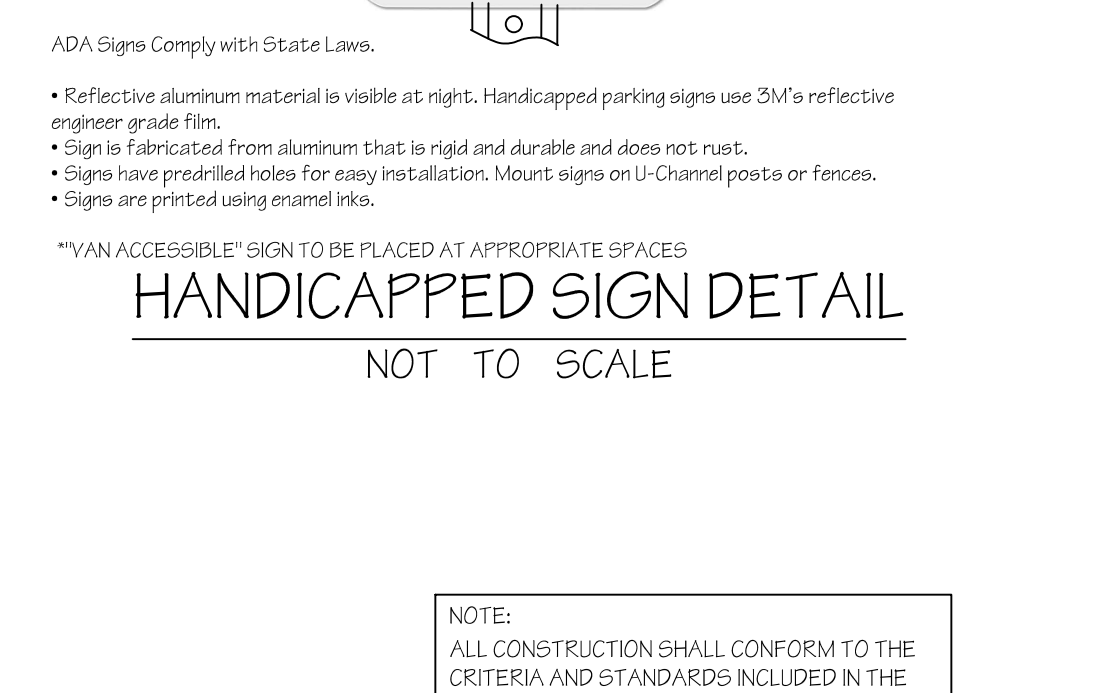 ADA Signs Comply with State Laws.
• Reflective aluminum material is visible at night. Handicapped parking signs use 3M's reflective
engineer grade film.
• Sign is fabricated from aluminum that is rigid and durable and does not rust.
• Signs have predrilled holes for easy installation. Mount signs on U-Channel posts or fences.
• Signs are printed using enamel inks.
*"VAN ACCESSIBLE" SIGN TO BE PLACED AT APPROPRIATE SPACES
HANDICAPPED SIGN DETAIL
NOT TO SCALE
NOTE:
ALL CONSTRUCTION SHALL CONFORM TO THE
CRITERIA AND STANDARDS INCLUDED IN THE